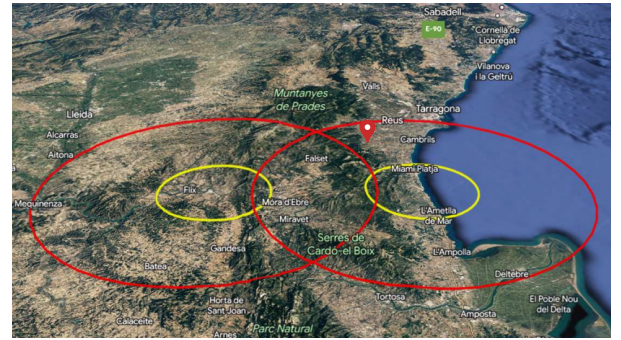 Sabadell
E-90
Cornellà de
Llobregat
Vilanova
i la Geltrú
Valls
Muntanyes
de Prades
Lleida
Tarragona
Reus
Alcarràs
Cambrils
Aitona
Falset
Miami Platja
Flix
Mequinenza
Móra d'Ebre
L'Ametlla
de Mar
Miravet
Serres de
Cardó-el Boix
Gandesa
L'Ampolla
Batea
Deltebre
Tortosa
Horta de
Sant Joan
El Poble Nou
del Delta
Amposta
Calaceite
Parc Natural
Arnes